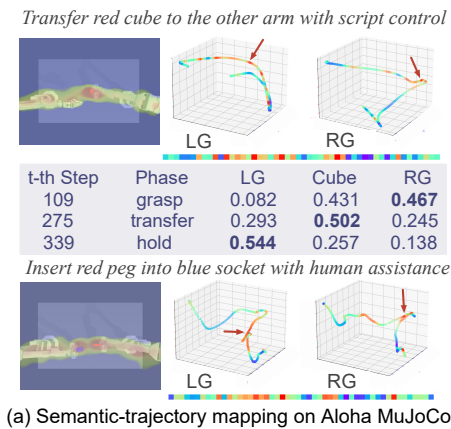 Transfer red cube to the other arm with script control
LG RG
t-th Step Phase LG Cube RG
109 grasp 0.082 0.431 0.467
275 transfer 0.293 0.502 0.245
339 hold 0.544 0.257 0.138
Insert red peg into blue socket with human assistance
LG RG
(a) Semantic-trajectory mapping on Aloha MuJoCo